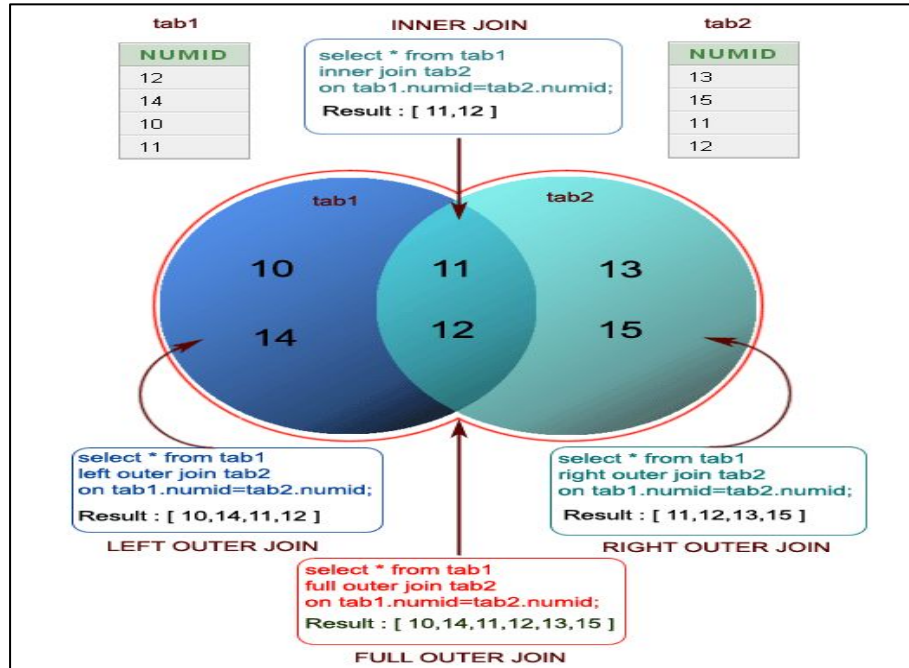 tab1
INNER JOIN
tab2
NUMID
12
14
10
11
select * from tab1
inner join tab2
on tab1.numid=tab2.numid;
Result : [ 11,12 ]
NUMID
13
15
11
12
tab1
tab2
10
11
13
14
12
15
select * from tab1
left outer join tab2
on tab1.numid=tab2.numid;
Result : [ 10,14,11,12 ]
LEFT OUTER JOIN
select * from tab1
right outer join tab2
on tab1.numid=tab2.numid;
Result : [ 11,12,13,15 ]
RIGHT OUTER JOIN
select * from tab1
full outer join tab2
on tab1.numid=tab2.numid;
Result : [ 10,14,11,12,13,15 ]
FULL OUTER JOIN